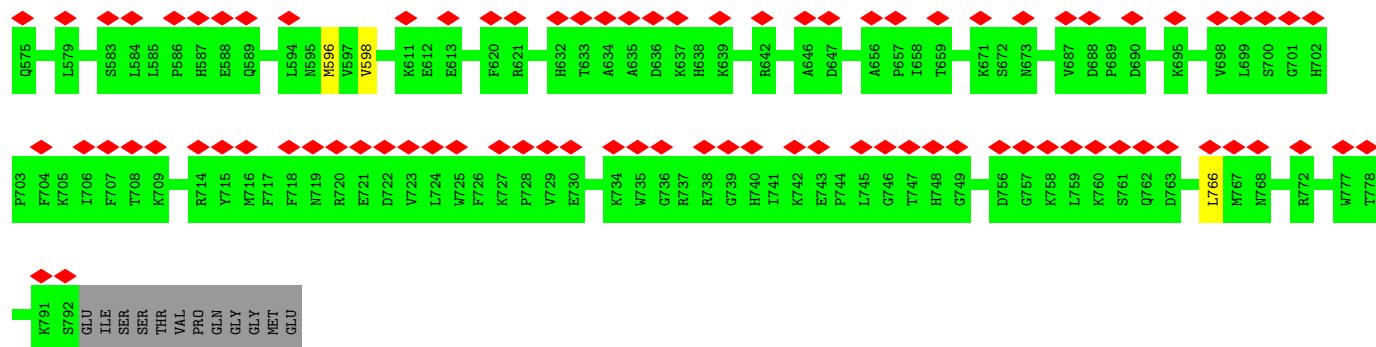 Q575 L579 S583 L584 L585 P586 H587 E588 Q589 L594 N595 M596 V597 V598 K611 E612 E613 F620 R621 H632 T633 A634 A635 D636 K637 H638 K639 R642 A646 D647 A656 P657 I658 T659 K671 S672 N673 V687 D688 P689 D690 K695 V698 L699 S700 G701 H702
P703 F704 K705 I706 F707 T708 K709 R714 Y715 M716 F717 F718 N719 R720 E721 D722 V723 L724 W725 F726 K727 P728 V729 E730 K734 W735 G736 R737 R738 G739 H740 I741 K742 E743 P744 L745 G746 T747 H748 G749 D756 G757 K758 L759 K760 S761 Q762 D763 L766 M767 N768 R772 W777 T778
K791 S792 GLU ILE SER SER THR VAL PRO GLN GLY GLY MET GLU